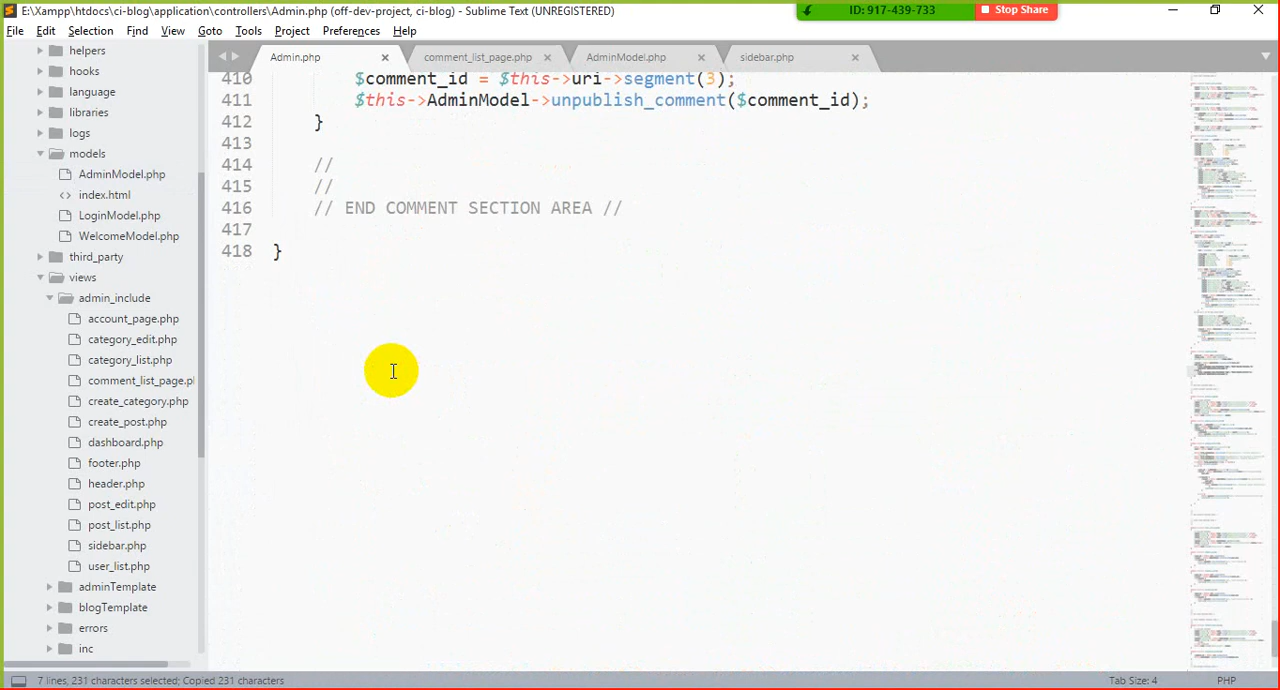 E:\Xampp\htdocs\ci-blog\application\controllers\Admin.php (off-dev-project, ci-blog) - Sublime Text (UNREGISTERED)
ID: 917-439-733
Stop Share
File Edit Selection Find View Goto Tools Project Preferences Help
helpers
hooks
language
libraries
logs
models
AdminModel.php
index.html
LoginModel.php
WelcomeModel.php
third_party
views
admin_include
account_page.php
category_edit.php
category_list.php
comment_list_page.pl
create_category.php
create_post.php
dashboard.php
footer.php
header.php
post_edit.php
post_list.php
sidebar.php
user_list.php
adminTemplate
blogTemplate
errors
inc
Admin.php comment_list_page.php AdminModel.php sidebar.php
410 $comment_id = $this->uri->segment(3);
411 $this->AdminModel->unpublish_comment($comment_id);
412 }
413
414 //
415 //
416 // END COMMENT SECTION AREA //
417
418 }
7 lines, 231 characters selected; Copied 231 characters
Tab Size: 4
PHP